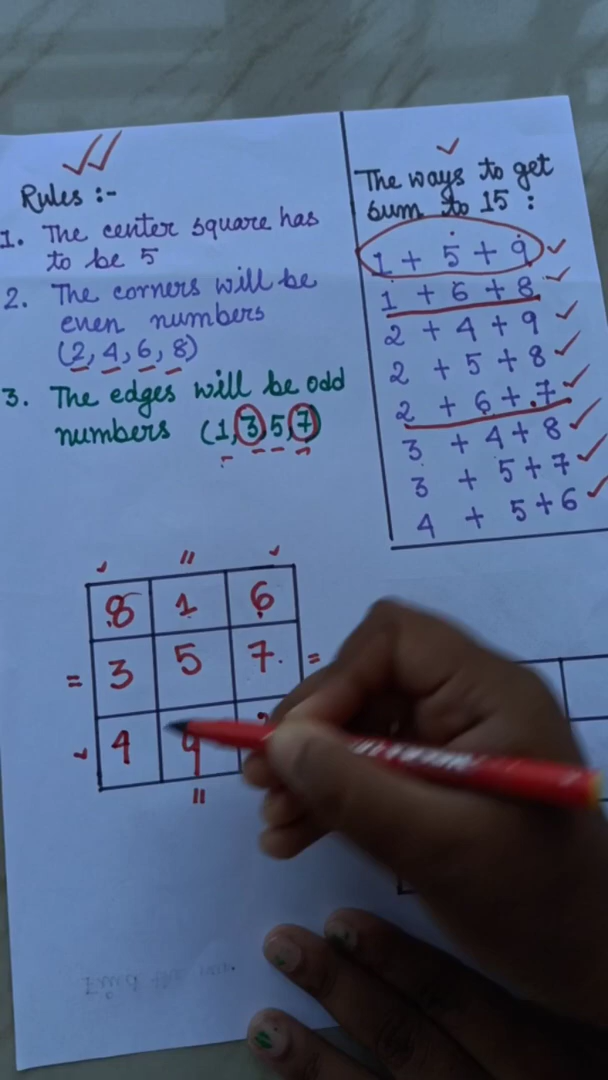 Rules :-
1. The center square has
to be 5
2. The corners will be
even numbers
(2, 4, 6, 8)
3. The edges will be odd
numbers (1, 3, 5, 7)
The ways to get
sum to 15 :
1 + 5 + 9
1 + 6 + 8
2 + 4 + 9
2 + 5 + 8
2 + 6 + 7
3 + 4 + 8
3 + 5 + 7
4 + 5 + 6
8 1 6
= 3 5 7 =
4 9